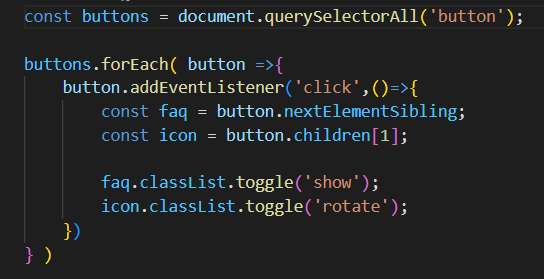 const buttons = document.querySelectorAll('button');
buttons.forEach( button =>{
    button.addEventListener('click',()=>{
        const faq = button.nextElementSibling;
        const icon = button.children[1];
        faq.classList.toggle('show');
        icon.classList.toggle('rotate');
    })
} )